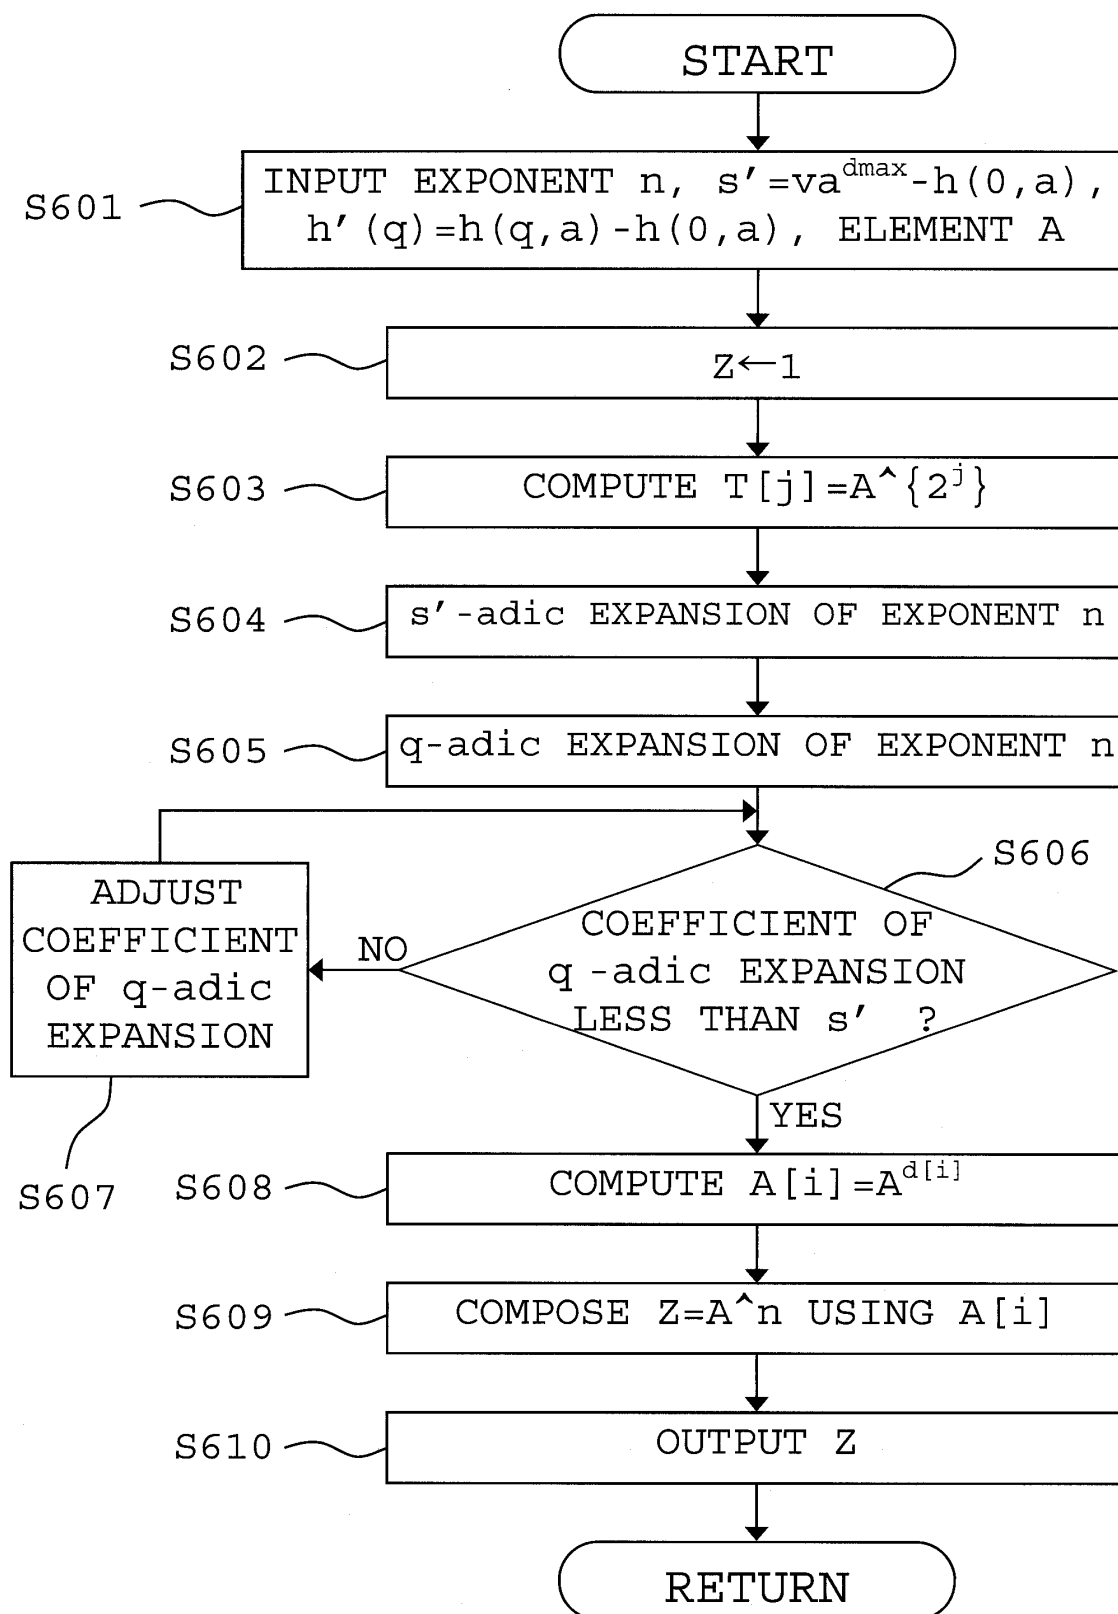 START
S601
INPUT EXPONENT n, s'=va^dmax-h(0,a),
h'(q)=h(q,a)-h(0,a), ELEMENT A
S602
Z←1
S603
COMPUTE T[j]=A^{2^j}
S604
s'-adic EXPANSION OF EXPONENT n
S605
q-adic EXPANSION OF EXPONENT n
S606
COEFFICIENT OF
q -adic EXPANSION
LESS THAN s' ?
NO
ADJUST
COEFFICIENT
OF q-adic
EXPANSION
S607
YES
S608
COMPUTE A[i]=A^d[i]
S609
COMPOSE Z=A^n USING A[i]
S610
OUTPUT Z
RETURN